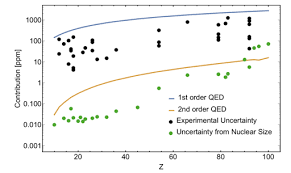 1000
100
10
1
0.100
0.010
0.001
Contribution [ppm]
1st order QED
2nd order QED
Experimental Uncertainty
Uncertainty from Nuclear Size
0 20 40 60 80 100
Z